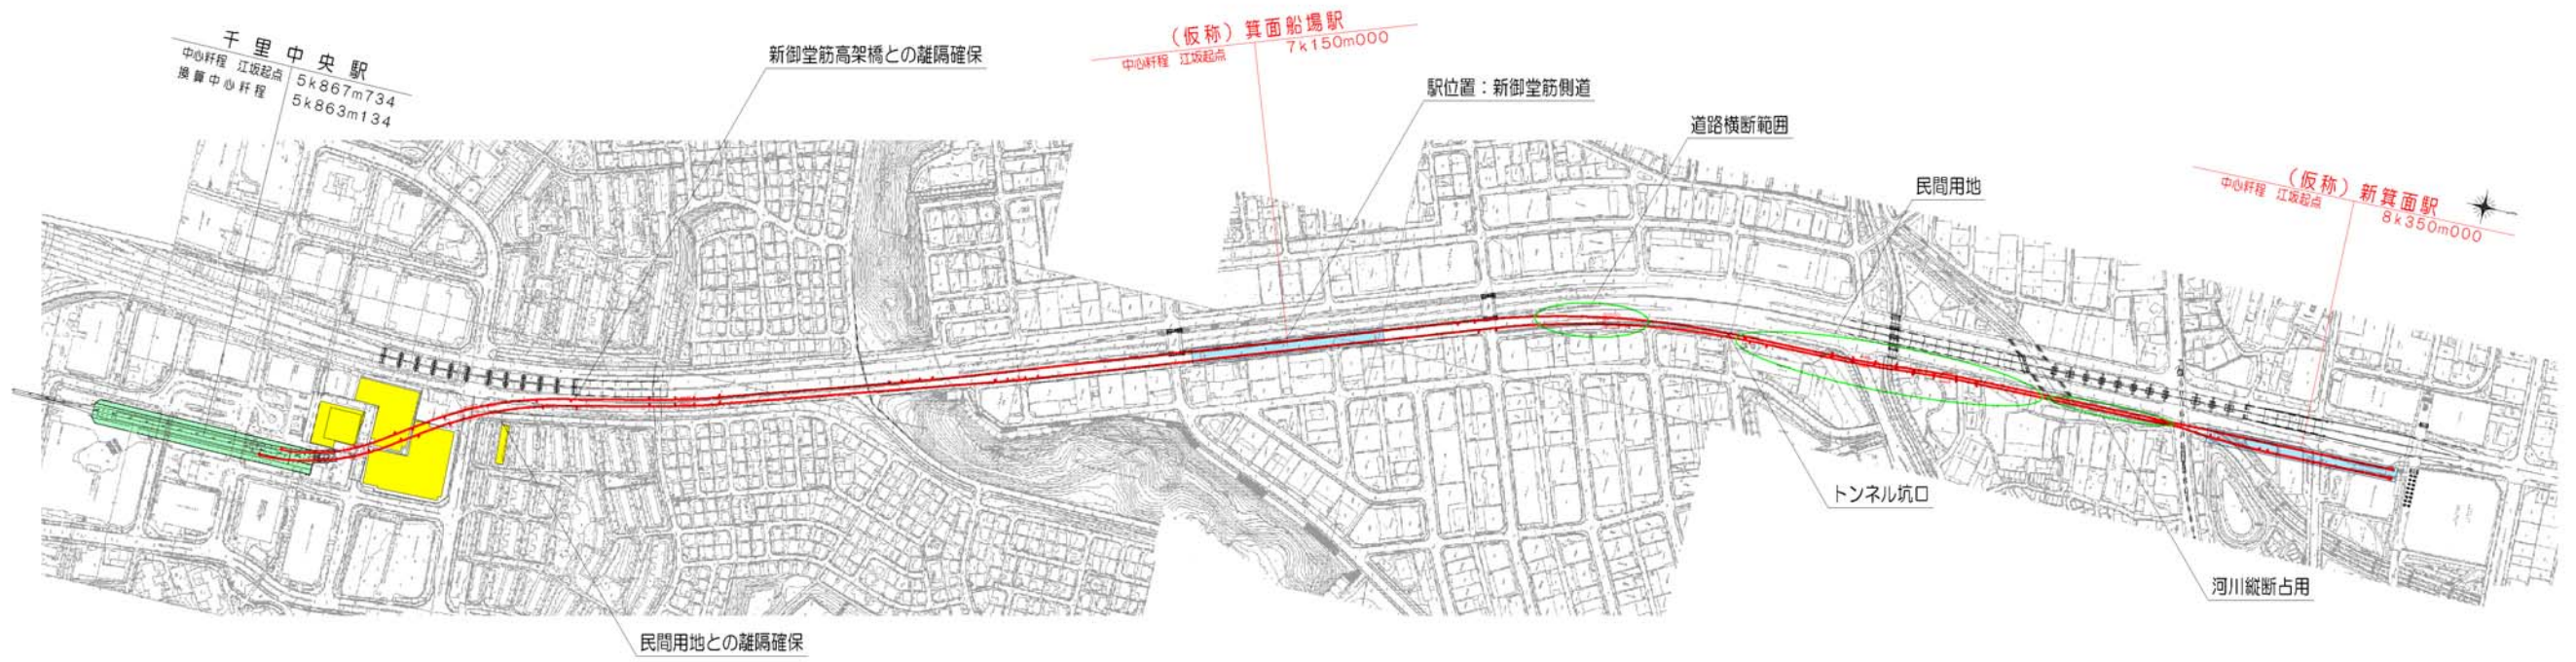 千里中央駅
中心粁程 江坂起点 5k867m734
換算中心粁程 5k863m134
新御堂筋高架橋との離隔確保
(仮称)箕面船場駅
中心粁程 江坂起点 7k150m000
駅位置：新御堂筋側道
道路横断範囲
民間用地
(仮称)新箕面駅
中心粁程 江坂起点 8k350m000
トンネル坑口
河川縦断占用
民間用地との離隔確保